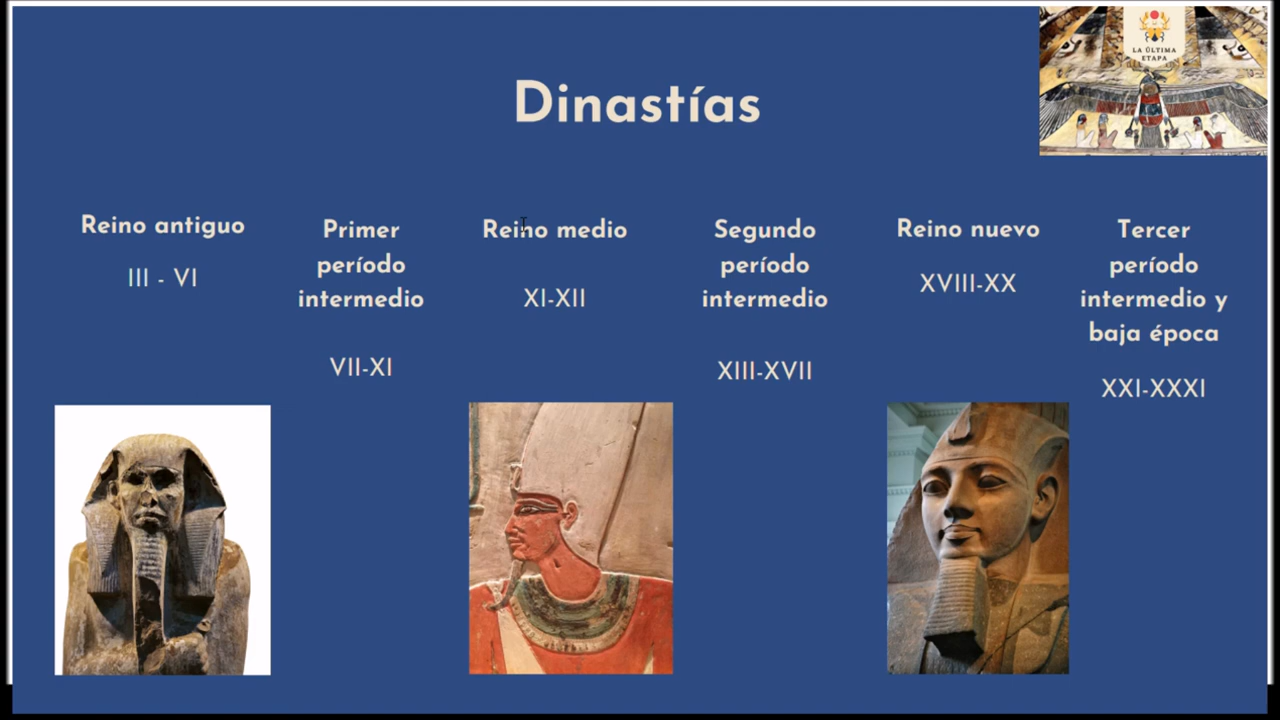 LA ÚLTIMA
ETAPA
Dinastías
Reino antiguo
III - VI
Primer
período
intermedio
VII-XI
Reino medio
XI-XII
Segundo
período
intermedio
XIII-XVII
Reino nuevo
XVIII-XX
Tercer
período
intermedio y
baja época
XXI-XXXI